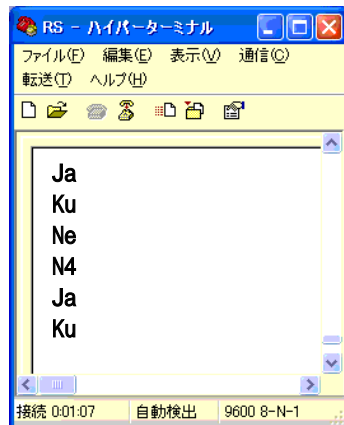 RS - ハイパーターミナル
ファイル(F) 編集(E) 表示(V) 通信(C)
転送(T) ヘルプ(H)
Ja
Ku
Ne
N4
Ja
Ku
接続 0:01:07 自動検出 9600 8-N-1